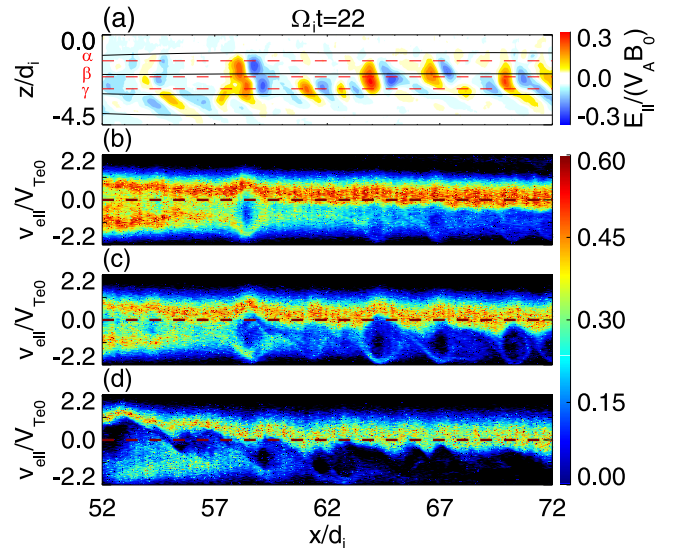 (a) Ω_i t=22
0.0
α
β
γ
-4.5
z/d_i
0.3
0.0
-0.3
E_||/(V_A B_0)
(b)
2.2
0.0
-2.2
v_e||/V_Te0
(c)
2.2
0.0
-2.2
v_e||/V_Te0
(d)
2.2
0.0
-2.2
v_e||/V_Te0
0.60
0.45
0.30
0.15
0.00
52 57 62 67 72
x/d_i